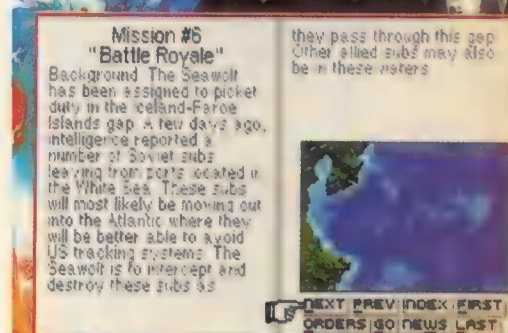 Mission #6
"Battle Royale"
Background: The Seawolf
has been assigned to picket
duty in the Iceland-Faroe
Islands gap. A few days ago,
intelligence reported a
number of Soviet subs
leaving from ports located in
the White Sea. These subs
will most likely be moving out
into the Atlantic where they
will be better able to avoid
US tracking systems. The
Seawolf is to intercept and
destroy these subs as
they pass through this gap.
Other allied subs may also
be in these waters.
NEXT PREV INDEX FIRST
ORDERS GO NEWS LAST